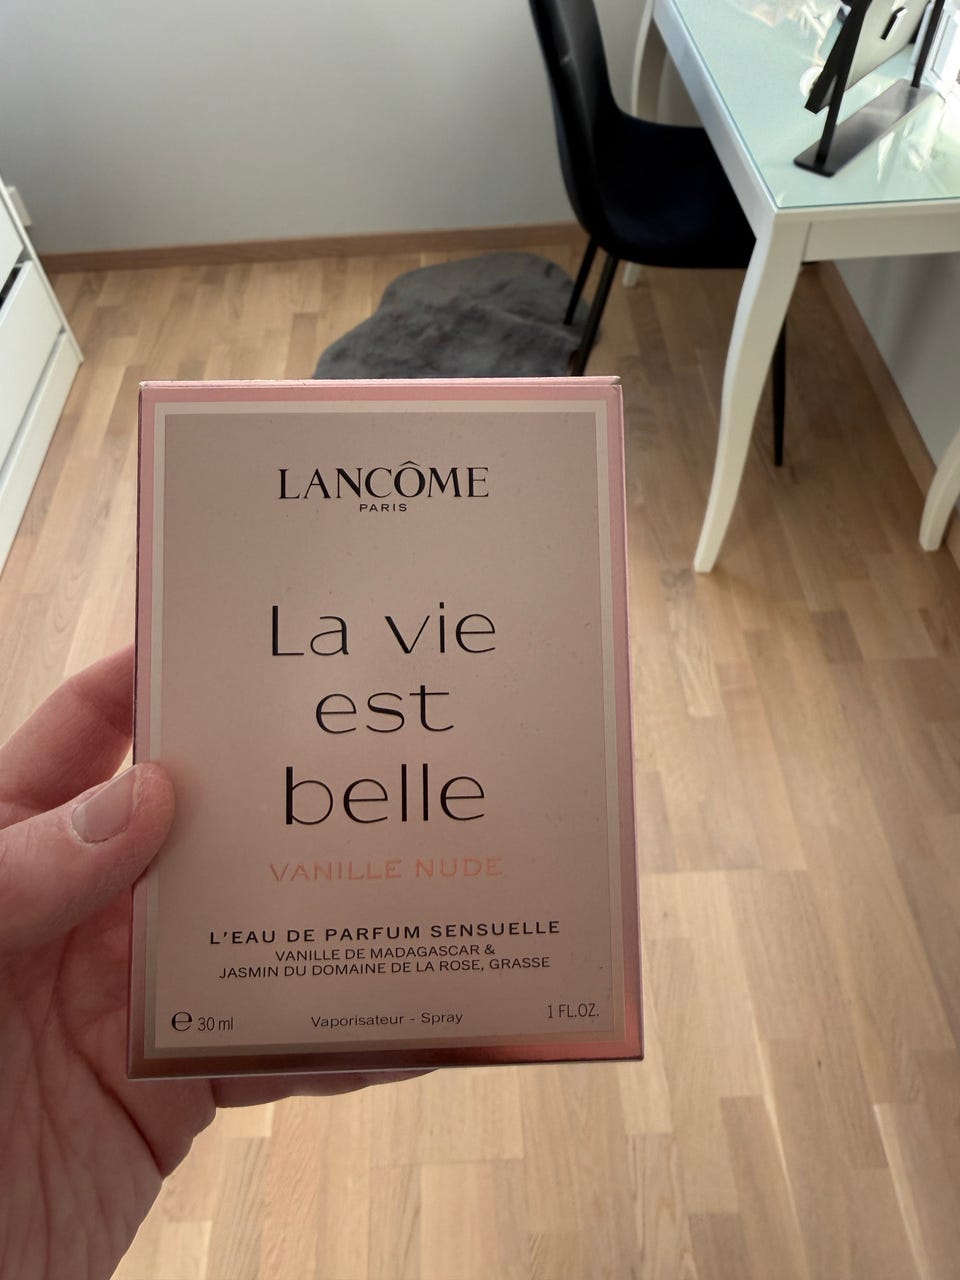 LANCÔME
PARIS
La vie
est
belle
VANILLE NUDE
L'EAU DE PARFUM SENSUELLE
VANILLE DE MADAGASCAR &
JASMIN DU DOMAINE DE LA ROSE, GRASSE
℮ 30 ml Vaporisateur - Spray 1 FL.OZ.